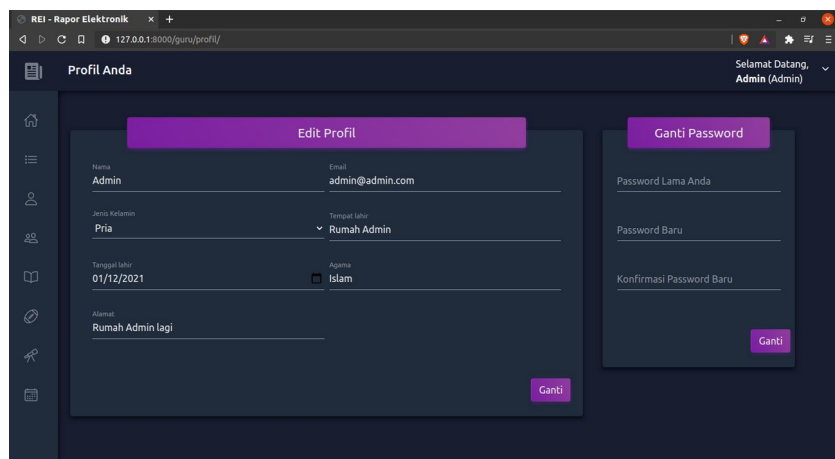 REI - Rapor Elektronik
127.0.0.1:8000/guru/profil/
Profil Anda
Selamat Datang,
Admin (Admin)
Edit Profil
Nama
Admin
Email
admin@admin.com
Jenis Kelamin
Pria
Tempat lahir
Rumah Admin
Tanggal lahir
01/12/2021
Agama
Islam
Alamat
Rumah Admin lagi
Ganti
Ganti Password
Password Lama Anda
Password Baru
Konfirmasi Password Baru
Ganti